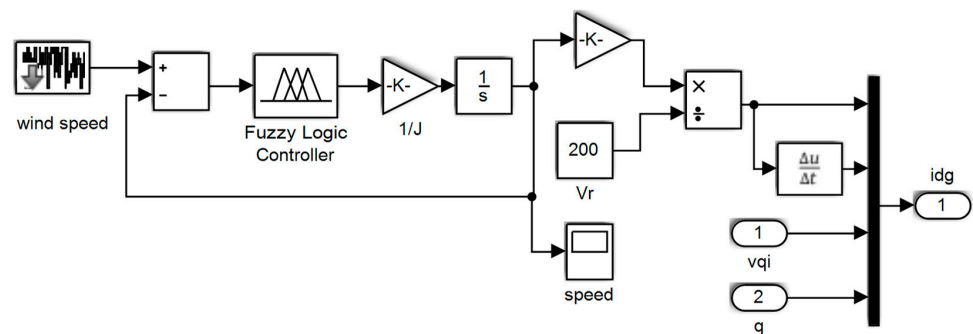 wind speed
+
−
Fuzzy Logic
Controller
-K-
1/J
1
s
-K-
200
Vr
×
÷
Δu
Δt
speed
1
vqi
2
q
idg
1